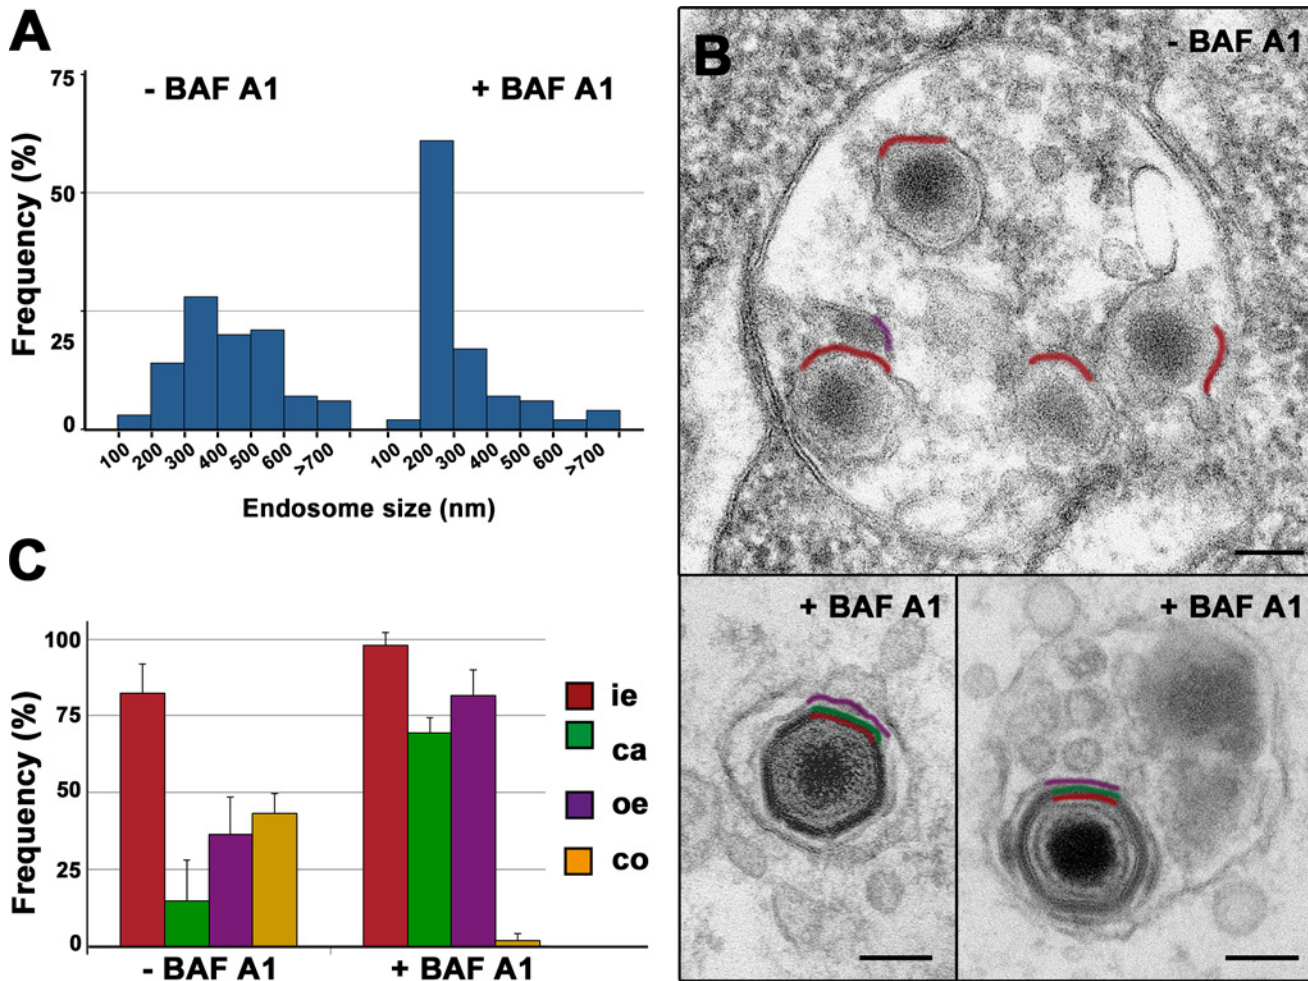 A
- BAF A1
+ BAF A1
Frequency (%)
75
50
25
0
100
200
300
400
500
600
>700
100
200
300
400
500
600
>700
Endosome size (nm)
B
- BAF A1
+ BAF A1
+ BAF A1
C
Frequency (%)
100
75
50
25
0
- BAF A1
+ BAF A1
ie
ca
oe
co